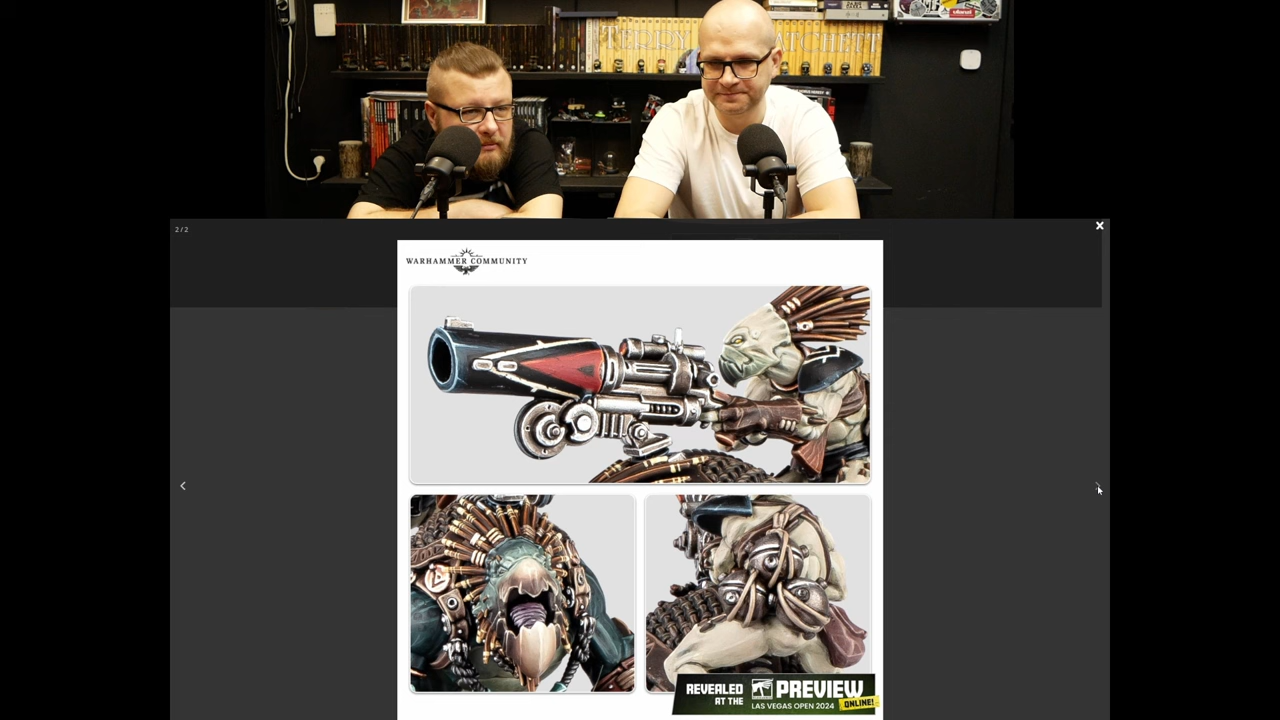 TERRY PRATCHETT
2 / 2
WARHAMMER COMMUNITY
REVEALED
AT THE
PREVIEW
LAS VEGAS OPEN 2024
ONLINE!